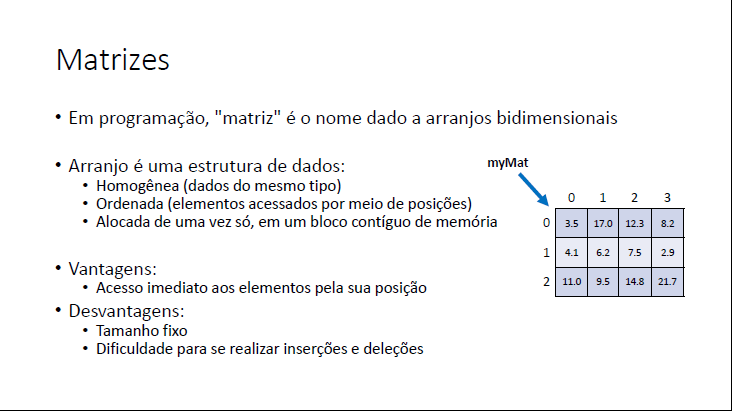 Matrizes
• Em programação, "matriz" é o nome dado a arranjos bidimensionais
• Arranjo é uma estrutura de dados:
• Homogênea (dados do mesmo tipo)
• Ordenada (elementos acessados por meio de posições)
• Alocada de uma vez só, em um bloco contíguo de memória
• Vantagens:
• Acesso imediato aos elementos pela sua posição
• Desvantagens:
• Tamanho fixo
• Dificuldade para se realizar inserções e deleções
myMat
0 1 2 3
0 3.5 17.0 12.3 8.2
1 4.1 6.2 7.5 2.9
2 11.0 9.5 14.8 21.7